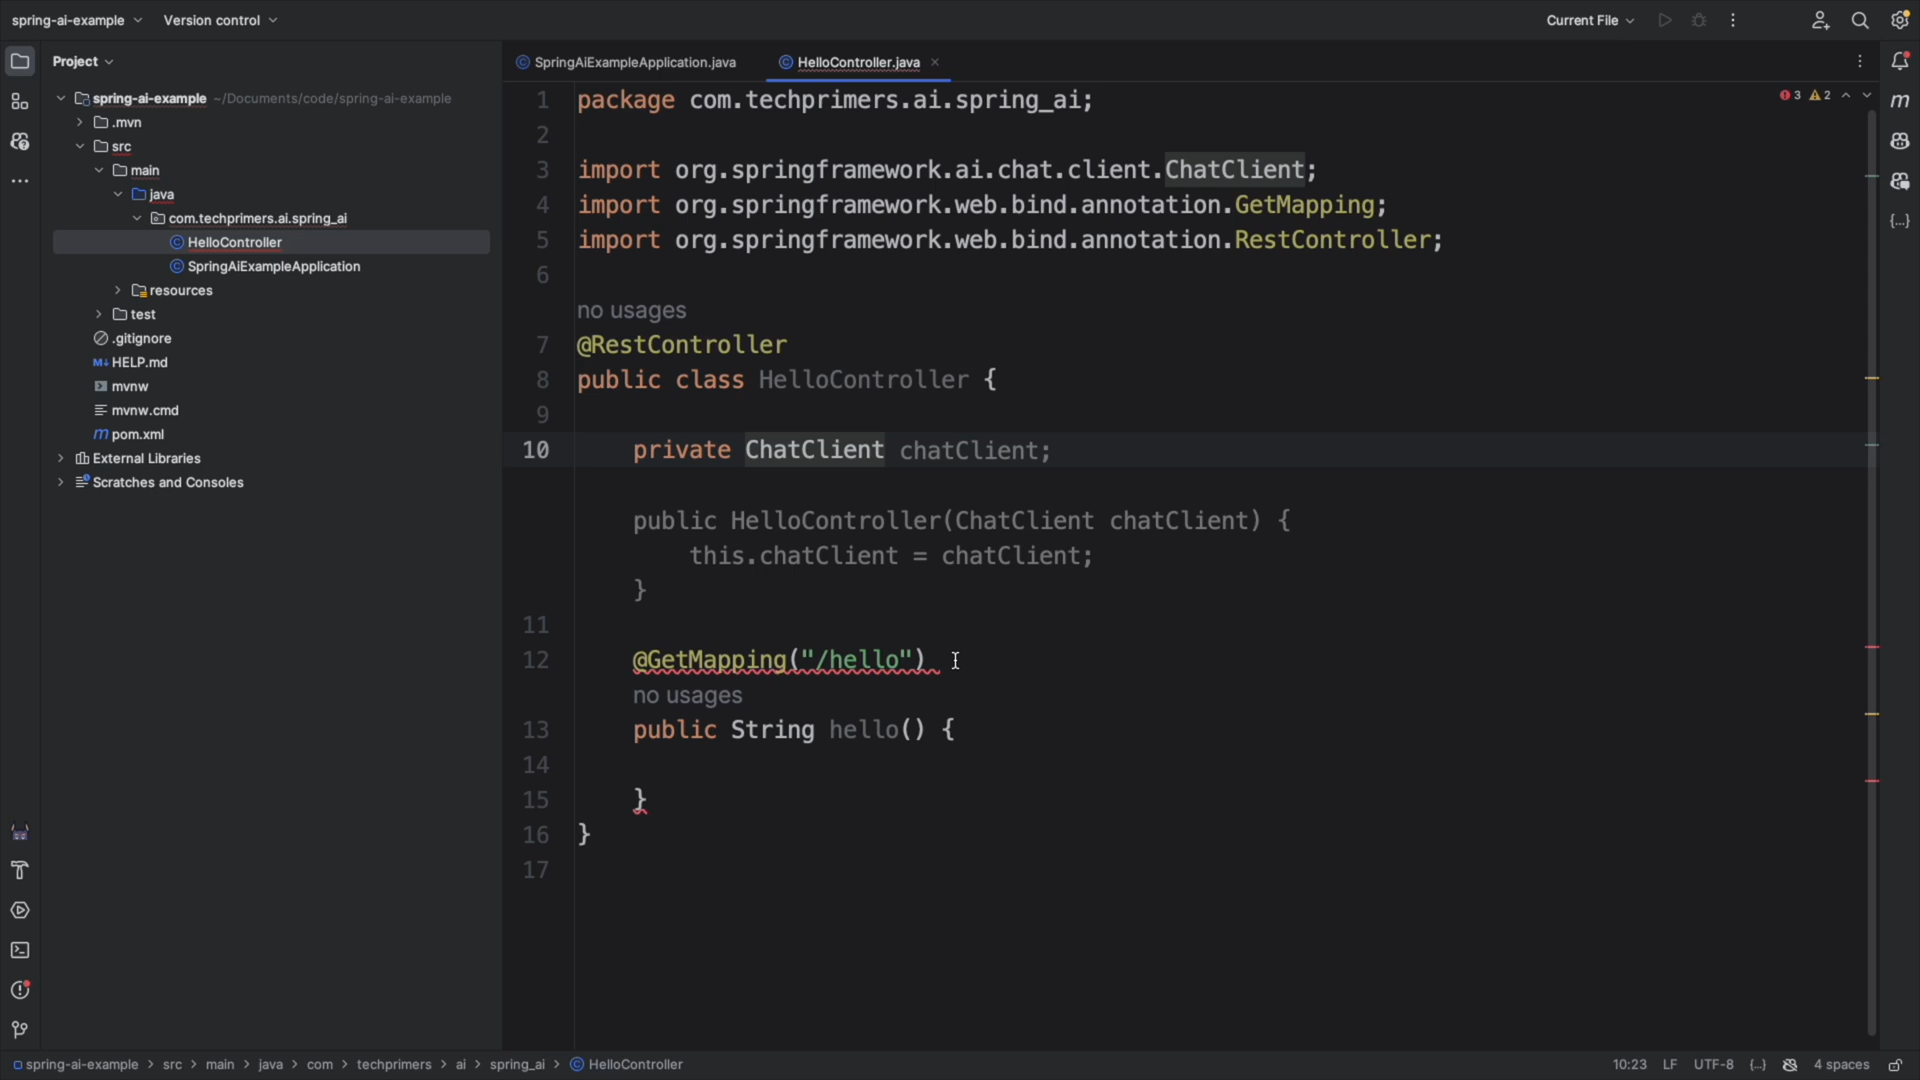 spring-ai-example Version control Current File
Project
SpringAiExampleApplication.java HelloController.java
spring-ai-example ~/Documents/code/spring-ai-example
.mvn
src
main
java
com.techprimers.ai.spring_ai
HelloController
SpringAiExampleApplication
resources
test
.gitignore
M↓ HELP.md
mvnw
mvnw.cmd
m pom.xml
External Libraries
Scratches and Consoles
3 2
1 package com.techprimers.ai.spring_ai;
2
3 import org.springframework.ai.chat.client.ChatClient;
4 import org.springframework.web.bind.annotation.GetMapping;
5 import org.springframework.web.bind.annotation.RestController;
6
no usages
7 @RestController
8 public class HelloController {
9
10 private ChatClient chatClient;
public HelloController(ChatClient chatClient) {
this.chatClient = chatClient;
}
11
12 @GetMapping("/hello")
no usages
13 public String hello() {
14
15 }
16 }
17
m
{...}
spring-ai-example > src > main > java > com > techprimers > ai > spring_ai > HelloController
10:23 LF UTF-8 {...} 4 spaces